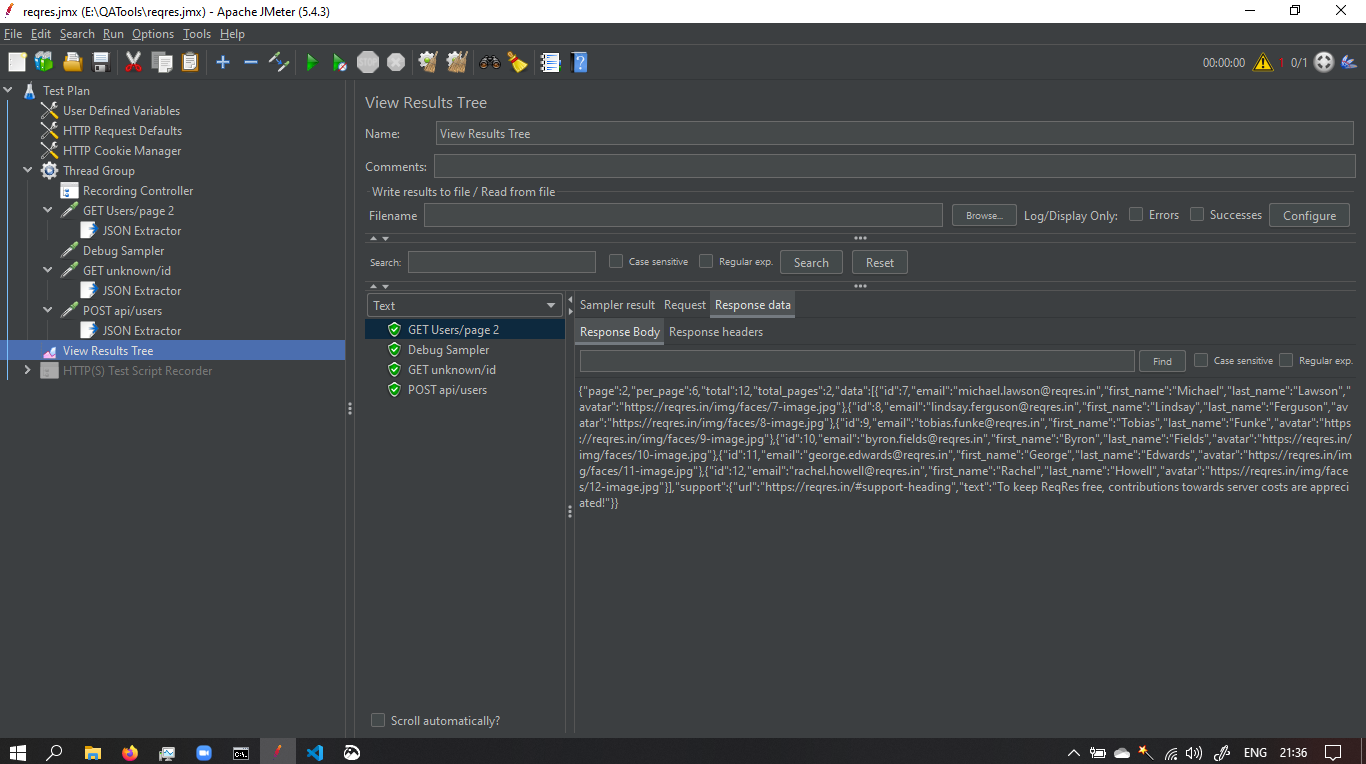 reqres.jmx (E:\QATools\reqres.jmx) - Apache JMeter (5.4.3)
File Edit Search Run Options Tools Help
STOP
00:00:00 1 0/1
Test Plan
User Defined Variables
HTTP Request Defaults
HTTP Cookie Manager
Thread Group
Recording Controller
GET Users/page 2
JSON Extractor
Debug Sampler
GET unknown/id
JSON Extractor
POST api/users
JSON Extractor
View Results Tree
HTTP(S) Test Script Recorder
View Results Tree
Name: View Results Tree
Comments:
Write results to file / Read from file
Filename Browse... Log/Display Only: Errors Successes Configure
Search: Case sensitive Regular exp. Search Reset
Text
GET Users/page 2
Debug Sampler
GET unknown/id
POST api/users
Scroll automatically?
Sampler result Request Response data
Response Body Response headers
Find Case sensitive Regular exp.
{"page":2,"per_page":6,"total":12,"total_pages":2,"data":[{"id":7,"email":"michael.lawson@reqres.in","first_name":"Michael","last_name":"Lawson","
avatar":"https://reqres.in/img/faces/7-image.jpg"},{"id":8,"email":"lindsay.ferguson@reqres.in","first_name":"Lindsay","last_name":"Ferguson","av
atar":"https://reqres.in/img/faces/8-image.jpg"},{"id":9,"email":"tobias.funke@reqres.in","first_name":"Tobias","last_name":"Funke","avatar":"https
://reqres.in/img/faces/9-image.jpg"},{"id":10,"email":"byron.fields@reqres.in","first_name":"Byron","last_name":"Fields","avatar":"https://reqres.in/
img/faces/10-image.jpg"},{"id":11,"email":"george.edwards@reqres.in","first_name":"George","last_name":"Edwards","avatar":"https://reqres.in/im
g/faces/11-image.jpg"},{"id":12,"email":"rachel.howell@reqres.in","first_name":"Rachel","last_name":"Howell","avatar":"https://reqres.in/img/faces
/12-image.jpg"}],"support":{"url":"https://reqres.in/#support-heading","text":"To keep ReqRes free, contributions towards server costs are appreci
ated!"}}
ENG 21:36